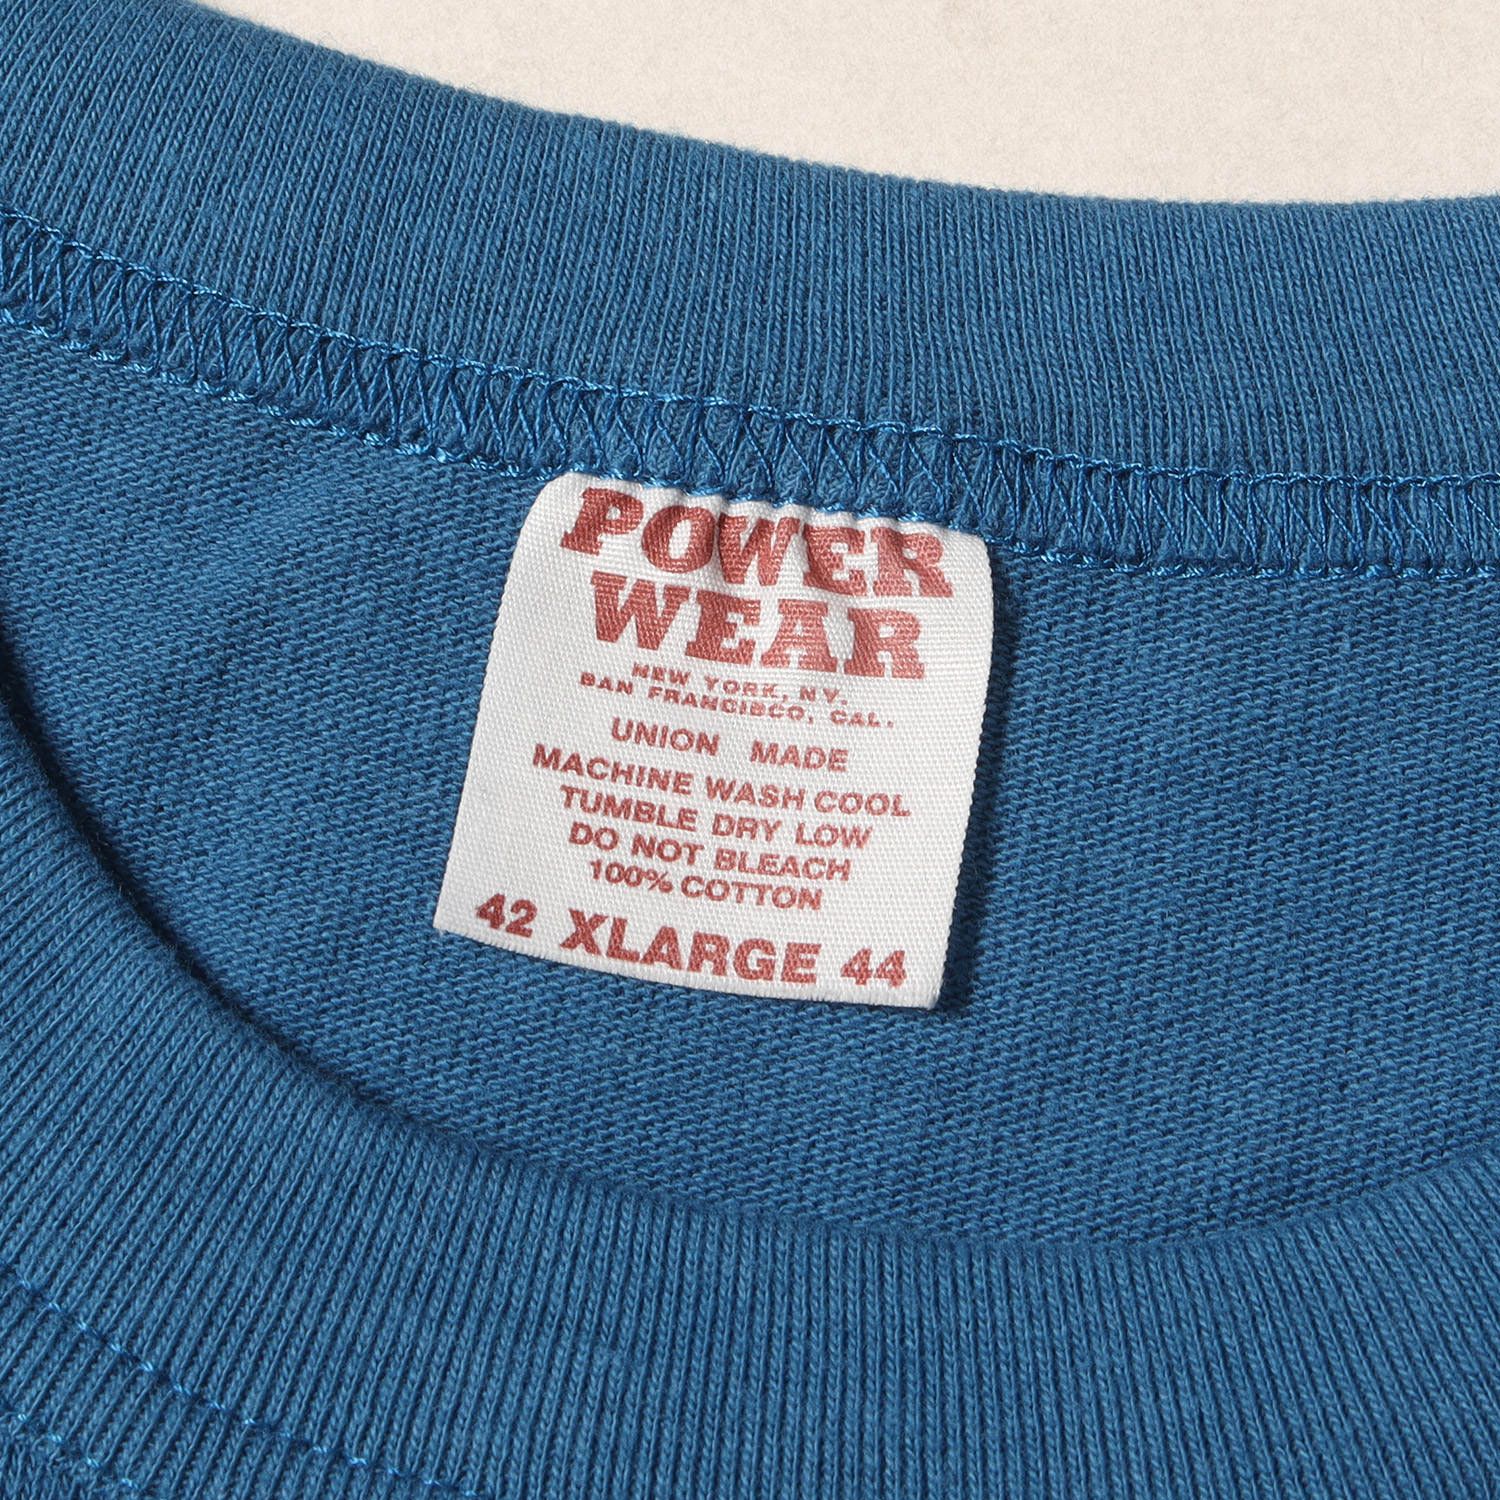 POWER
WEAR
NEW YORK, NY.
SAN FRANCISCO, CAL.
UNION MADE
MACHINE WASH COOL
TUMBLE DRY LOW
DO NOT BLEACH
100% COTTON
42 XLARGE 44